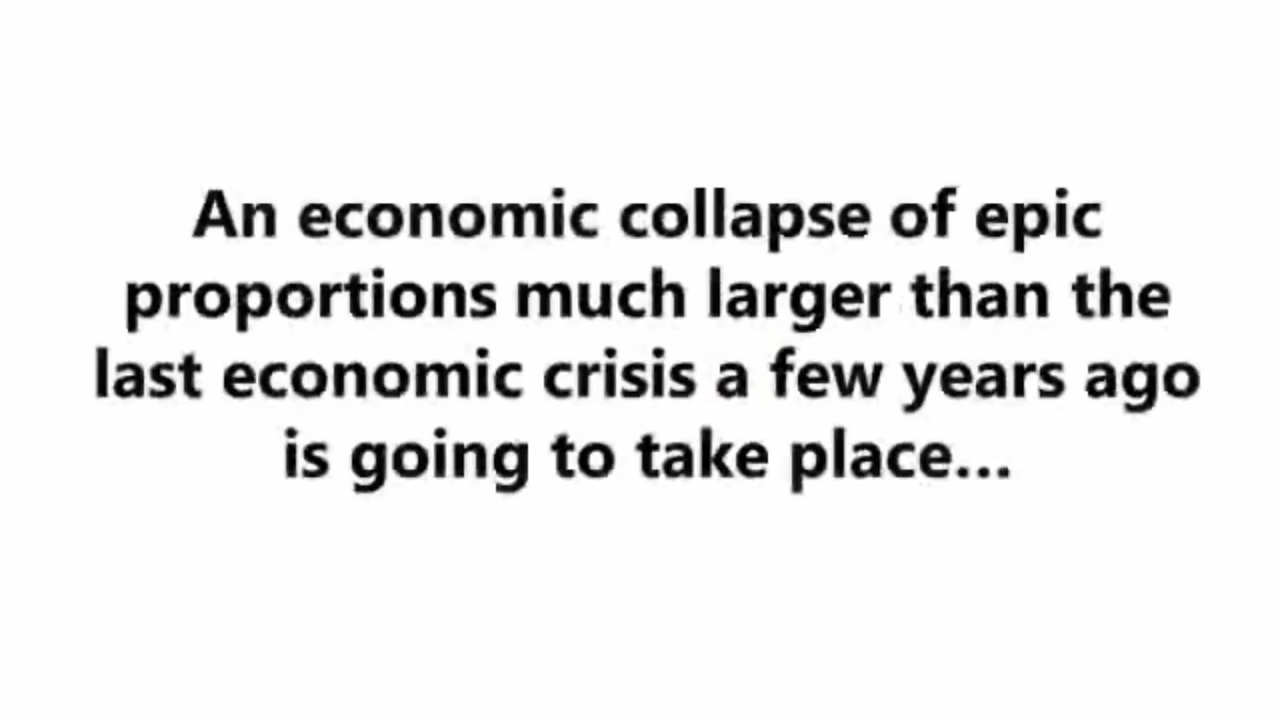 An economic collapse of epic
proportions much larger than the
last economic crisis a few years ago
is going to take place...